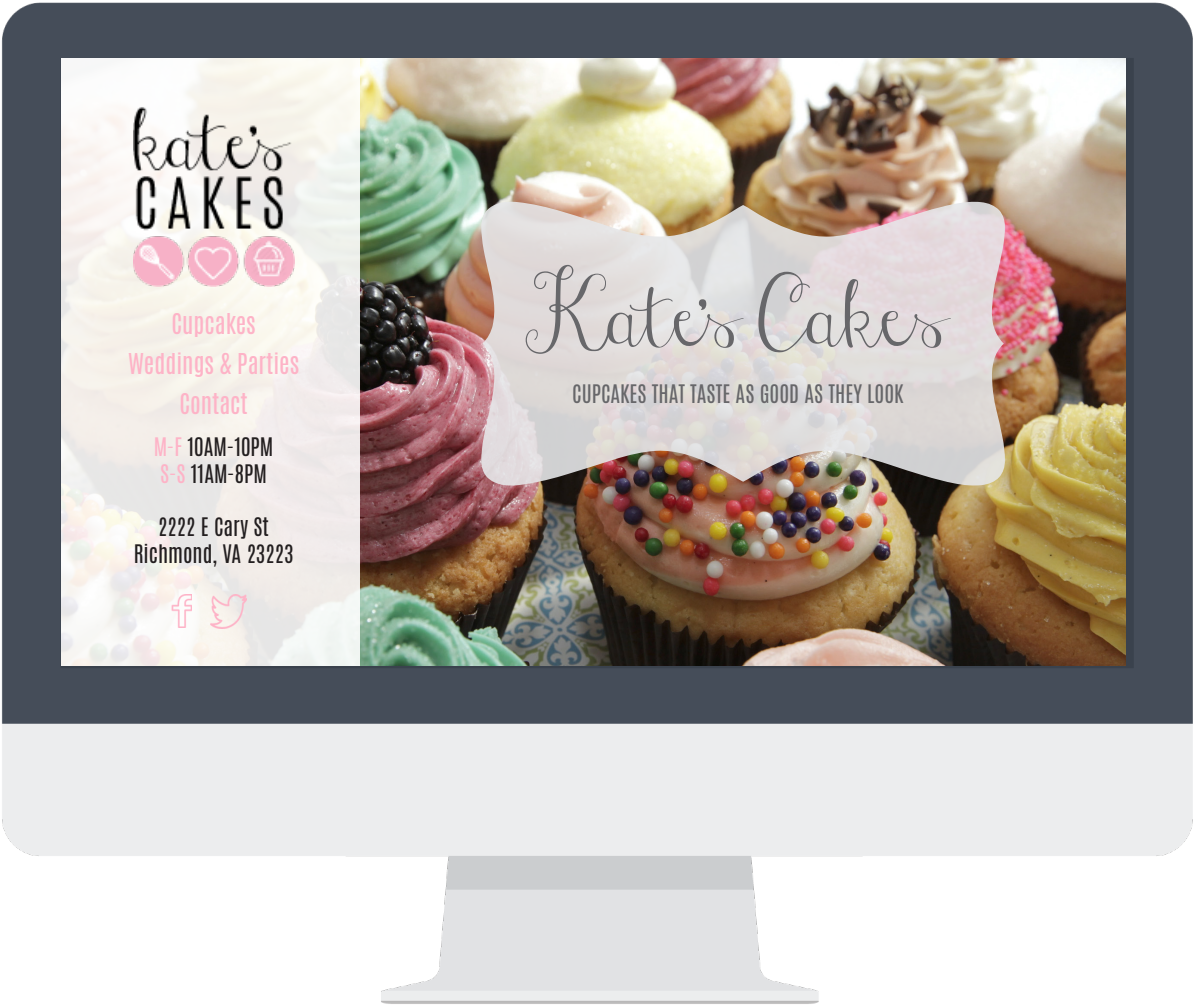 kate's
CAKES
Cupcakes
Weddings & Parties
Contact
M-F 10AM-10PM
S-S 11AM-8PM
2222 E Cary St
Richmond, VA 23223
Kate's Cakes
CUPCAKES THAT TASTE AS GOOD AS THEY LOOK